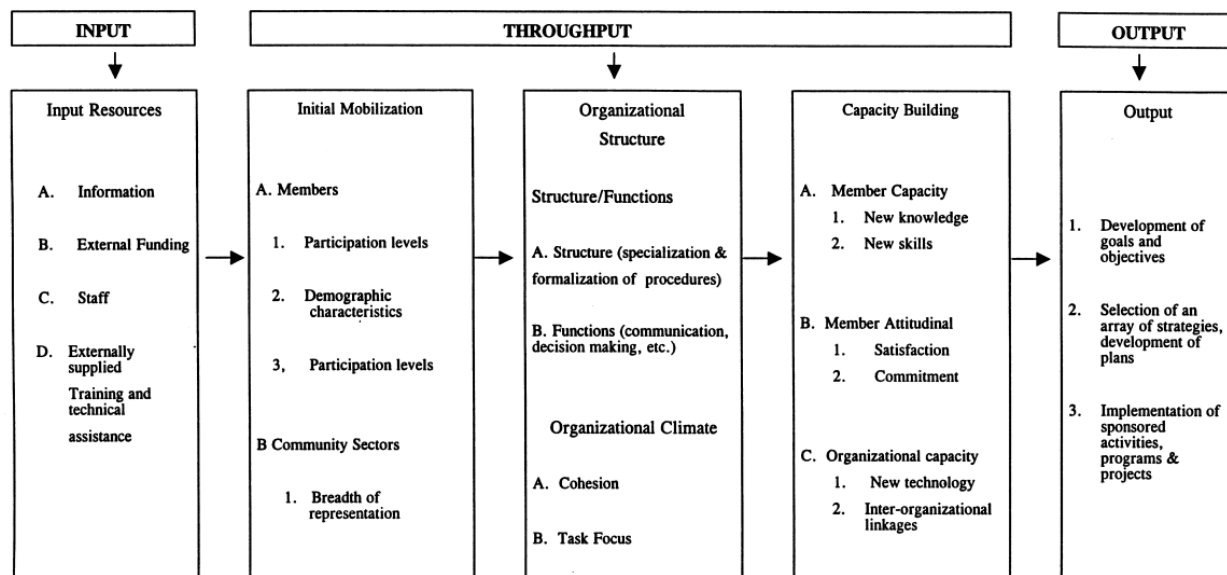 INPUT
THROUGHPUT
OUTPUT
Input Resources
A. Information
B. External Funding
C. Staff
D. Externally
supplied
Training and
technical
assistance
Initial Mobilization
A. Members
1. Participation levels
2. Demographic
characteristics
3, Participation levels
B Community Sectors
1. Breadth of
representation
Organizational
Structure
Structure/Functions
A. Structure (specialization &
formalization of procedures)
B. Functions (communication,
decision making, etc.)
Organizational Climate
A. Cohesion
B. Task Focus
Capacity Building
A. Member Capacity
1. New knowledge
2. New skills
B. Member Attitudinal
1. Satisfaction
2. Commitment
C. Organizational capacity
1. New technology
2. Inter-organizational
linkages
Output
1. Development of
goals and
objectives
2. Selection of an
array of strategies,
development of
plans
3. Implementation of
sponsored
activities,
programs &
projects